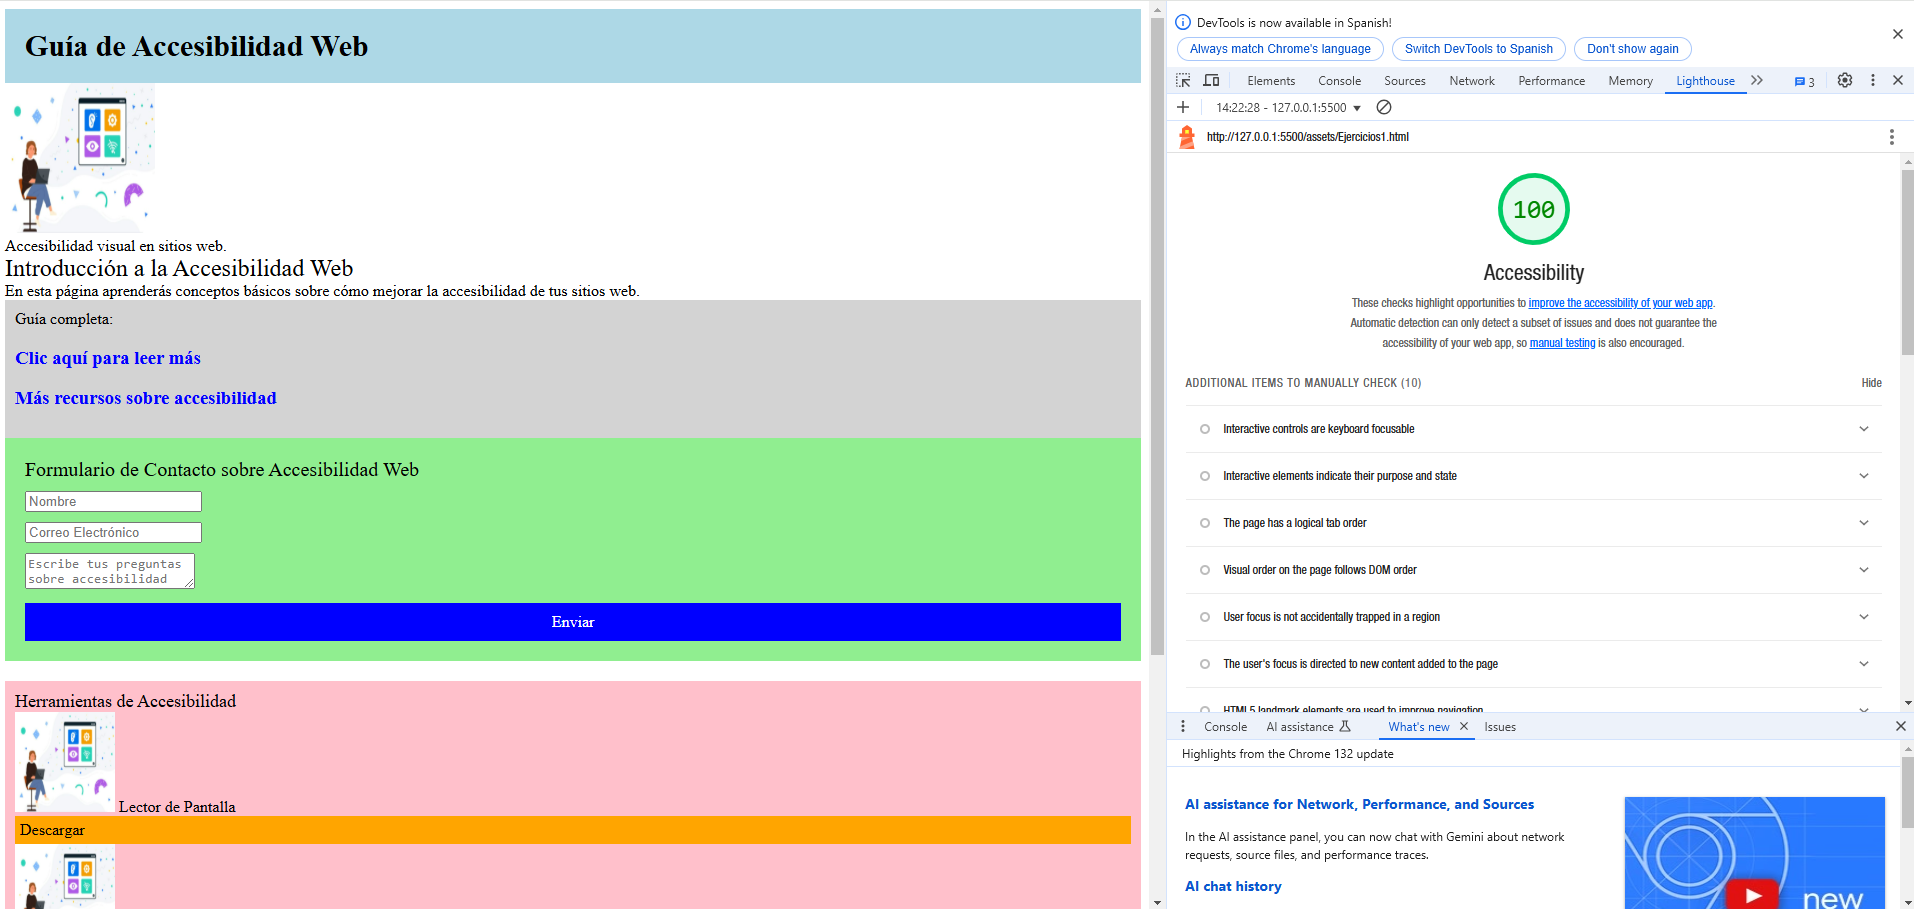 Guía de Accesibilidad Web
Accesibilidad visual en sitios web.
Introducción a la Accesibilidad Web
En esta página aprenderás conceptos básicos sobre cómo mejorar la accesibilidad de tus sitios web.
Guía completa:
Clic aquí para leer más
Más recursos sobre accesibilidad
Formulario de Contacto sobre Accesibilidad Web
Nombre
Correo Electrónico
Escribe tus preguntas
sobre accesibilidad
Enviar
Herramientas de Accesibilidad
Lector de Pantalla
Descargar
DevTools is now available in Spanish!
Always match Chrome's language
Switch DevTools to Spanish
Don't show again
Elements Console Sources Network Performance Memory Lighthouse 3
14:22:28 - 127.0.0.1:5500
http://127.0.0.1:5500/assets/Ejercicios1.html
100
Accessibility
These checks highlight opportunities to improve the accessibility of your web app.
Automatic detection can only detect a subset of issues and does not guarantee the
accessibility of your web app, so manual testing is also encouraged.
ADDITIONAL ITEMS TO MANUALLY CHECK (10) Hide
Interactive controls are keyboard focusable
Interactive elements indicate their purpose and state
The page has a logical tab order
Visual order on the page follows DOM order
User focus is not accidentally trapped in a region
The user's focus is directed to new content added to the page
HTML5 landmark elements are used to improve navigation
Console AI assistance What's new Issues
Highlights from the Chrome 132 update
AI assistance for Network, Performance, and Sources
In the AI assistance panel, you can now chat with Gemini about network
requests, source files, and performance traces.
AI chat history
new